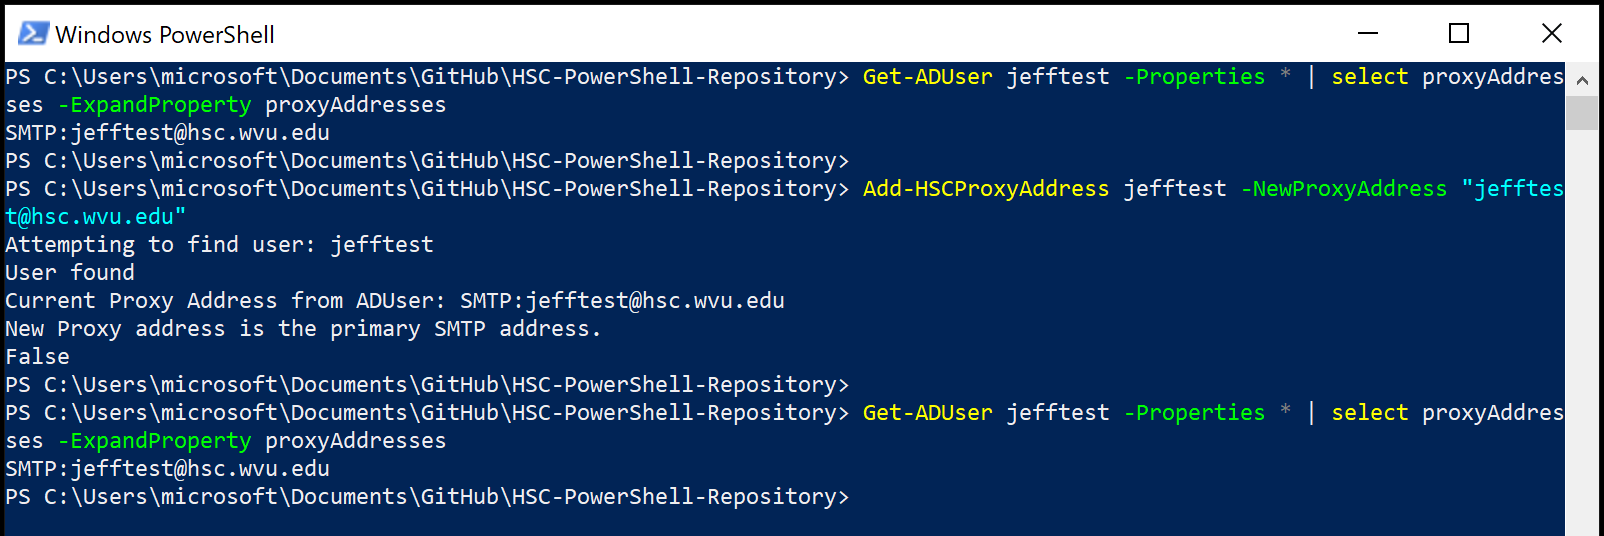 Windows PowerShell
PS C:\Users\microsoft\Documents\GitHub\HSC-PowerShell-Repository> Get-ADUser jefftest -Properties * | select proxyAddres
ses -ExpandProperty proxyAddresses
SMTP:jefftest@hsc.wvu.edu
PS C:\Users\microsoft\Documents\GitHub\HSC-PowerShell-Repository>
PS C:\Users\microsoft\Documents\GitHub\HSC-PowerShell-Repository> Add-HSCProxyAddress jefftest -NewProxyAddress "jefftes
t@hsc.wvu.edu"
Attempting to find user: jefftest
User found
Current Proxy Address from ADUser: SMTP:jefftest@hsc.wvu.edu
New Proxy address is the primary SMTP address.
False
PS C:\Users\microsoft\Documents\GitHub\HSC-PowerShell-Repository>
PS C:\Users\microsoft\Documents\GitHub\HSC-PowerShell-Repository> Get-ADUser jefftest -Properties * | select proxyAddres
ses -ExpandProperty proxyAddresses
SMTP:jefftest@hsc.wvu.edu
PS C:\Users\microsoft\Documents\GitHub\HSC-PowerShell-Repository>